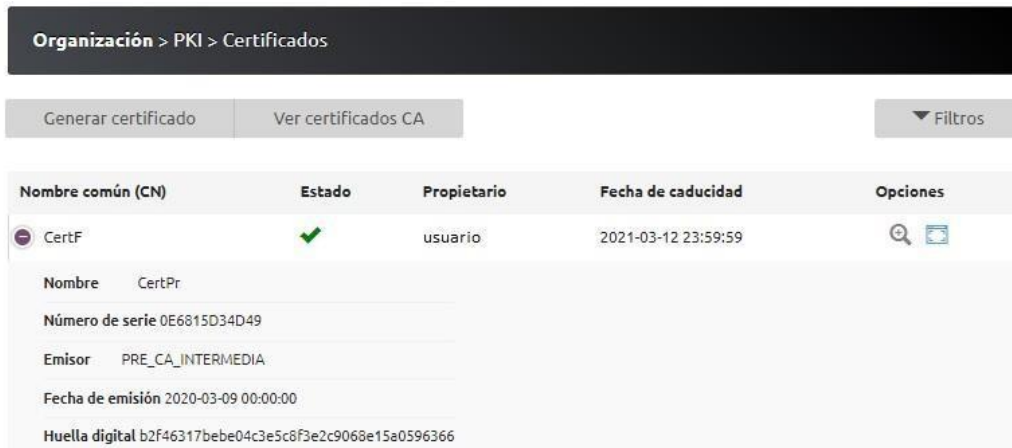 Organización > PKI > Certificados
Generar certificado Ver certificados CA Filtros
Nombre común (CN) Estado Propietario Fecha de caducidad Opciones
CertF usuario 2021-03-12 23:59:59
Nombre CertPr
Número de serie 0E6815D34D49
Emisor PRE_CA_INTERMEDIA
Fecha de emisión 2020-03-09 00:00:00
Huella digital b2f46317bebe04c3e5c8f3e2c9068e15a0596366